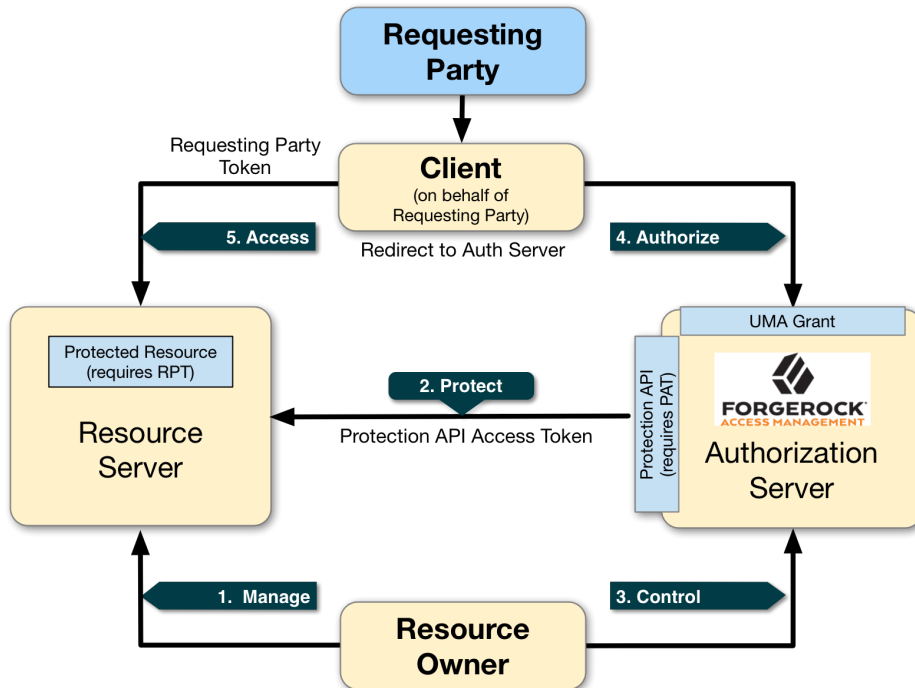 Requesting
Party
Requesting Party
Token
Client
(on behalf of
Requesting Party)
5. Access
Redirect to Auth Server
4. Authorize
UMA Grant
Protected Resource
(requires RPT)
Resource
Server
2. Protect
Protection API Access Token
Protection API
(requires PAT)
FORGEROCK®
ACCESS MANAGEMENT
Authorization
Server
1. Manage
3. Control
Resource
Owner